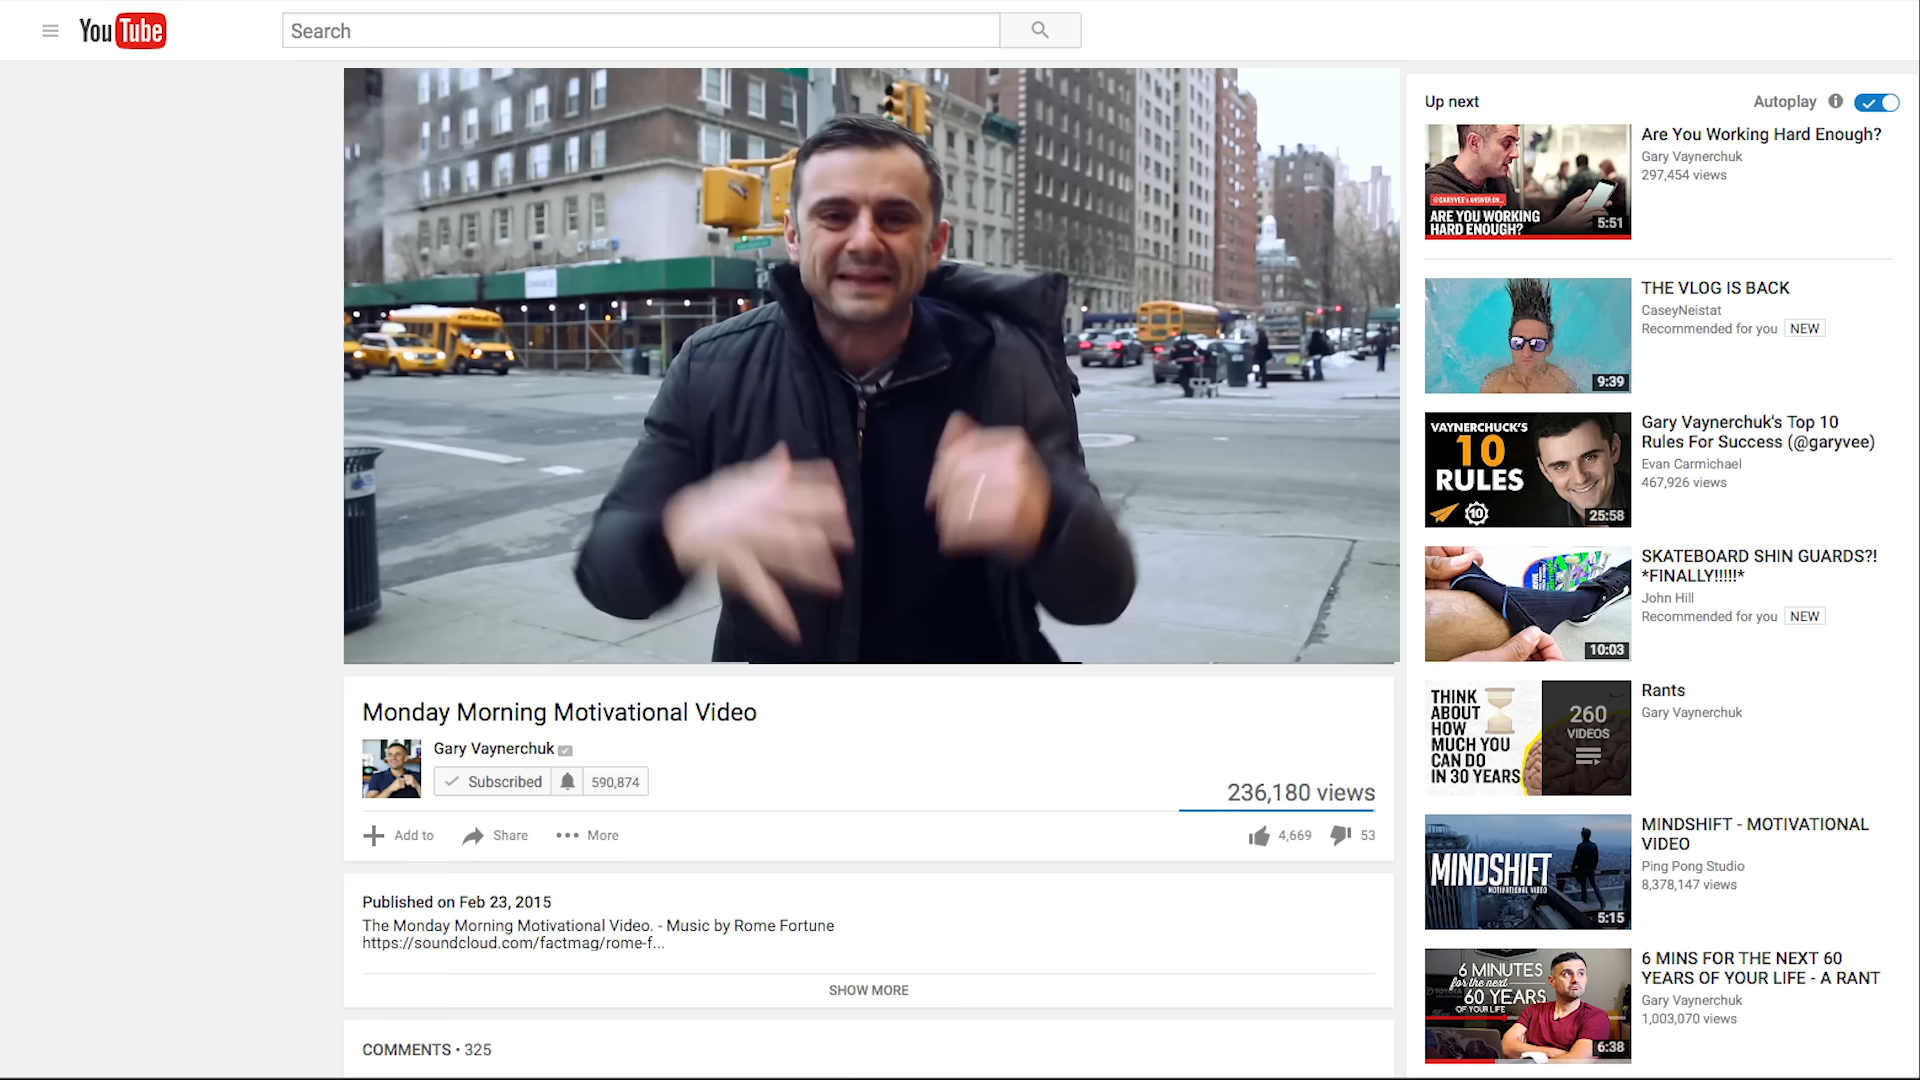 YouTube
Search
Up next
Autoplay
Are You Working Hard Enough?
Gary Vaynerchuk
297,454 views
@GARYVEE'S ANSWER ON...
ARE YOU WORKING
HARD ENOUGH?
5:51
THE VLOG IS BACK
CaseyNeistat
Recommended for you NEW
9:39
VAYNERCHUCK'S
10
RULES
10
25:58
Gary Vaynerchuk's Top 10
Rules For Success (@garyvee)
Evan Carmichael
467,926 views
SKATEBOARD SHIN GUARDS?!
*FINALLY!!!!!*
John Hill
Recommended for you NEW
10:03
THINK
ABOUT
HOW
MUCH YOU
CAN DO
IN 30 YEARS
260
VIDEOS
Rants
Gary Vaynerchuk
MINDSHIFT
MOTIVATIONAL VIDEO
5:15
MINDSHIFT - MOTIVATIONAL
VIDEO
Ping Pong Studio
8,378,147 views
6 MINUTES
for the next
60 YEARS
OF YOUR LIFE
6:38
6 MINS FOR THE NEXT 60
YEARS OF YOUR LIFE - A RANT
Gary Vaynerchuk
1,003,070 views
Monday Morning Motivational Video
Gary Vaynerchuk
Subscribed 590,874
236,180 views
Add to Share More 4,669 53
Published on Feb 23, 2015
The Monday Morning Motivational Video. - Music by Rome Fortune
https://soundcloud.com/factmag/rome-f...
SHOW MORE
COMMENTS • 325